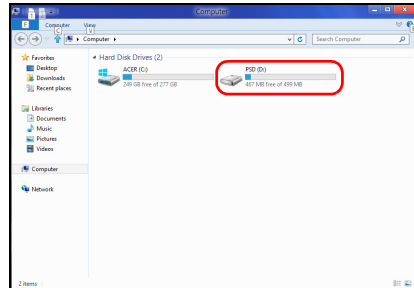 Computer
F
Computer
View
C
V
Computer
Search Computer
Favorites
Desktop
Downloads
Recent places
Libraries
Documents
Music
Pictures
Videos
Computer
Network
Hard Disk Drives (2)
ACER (C:)
249 GB free of 277 GB
PSD (D:)
467 MB free of 499 MB
2 items